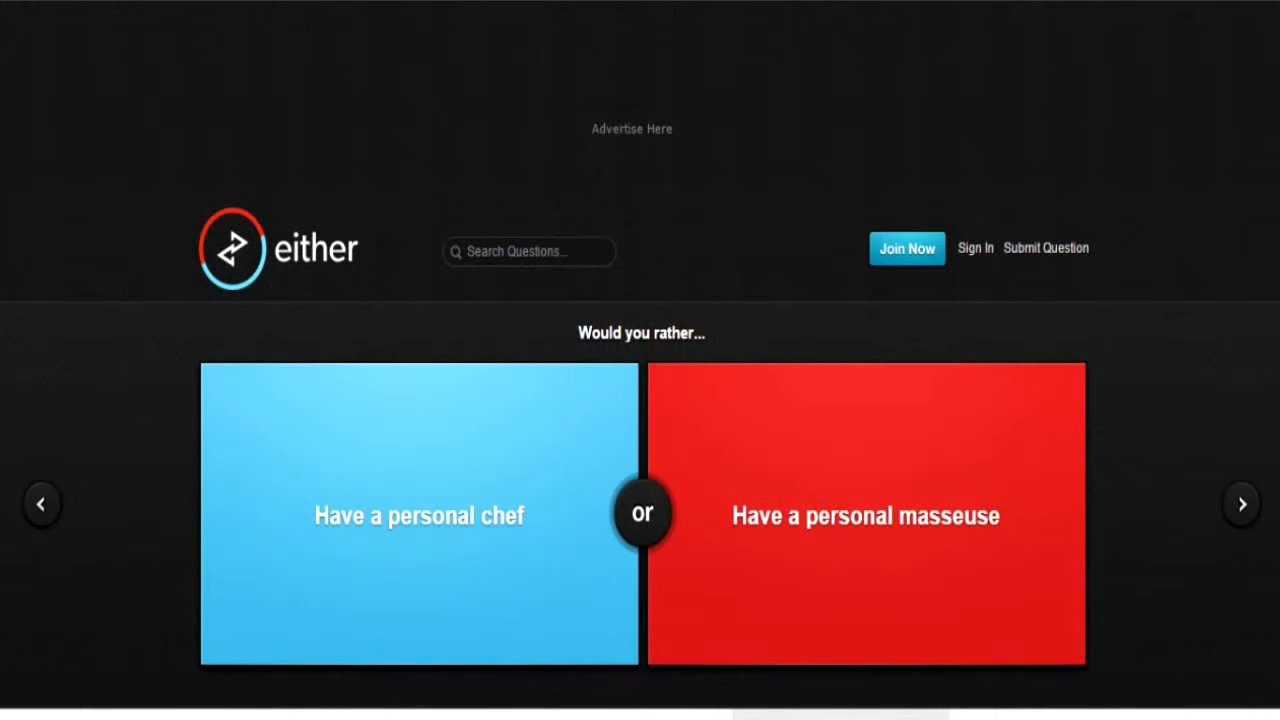 Advertise Here
either
Search Questions...
Join Now
Sign In
Submit Question
Would you rather...
Have a personal chef
or
Have a personal masseuse